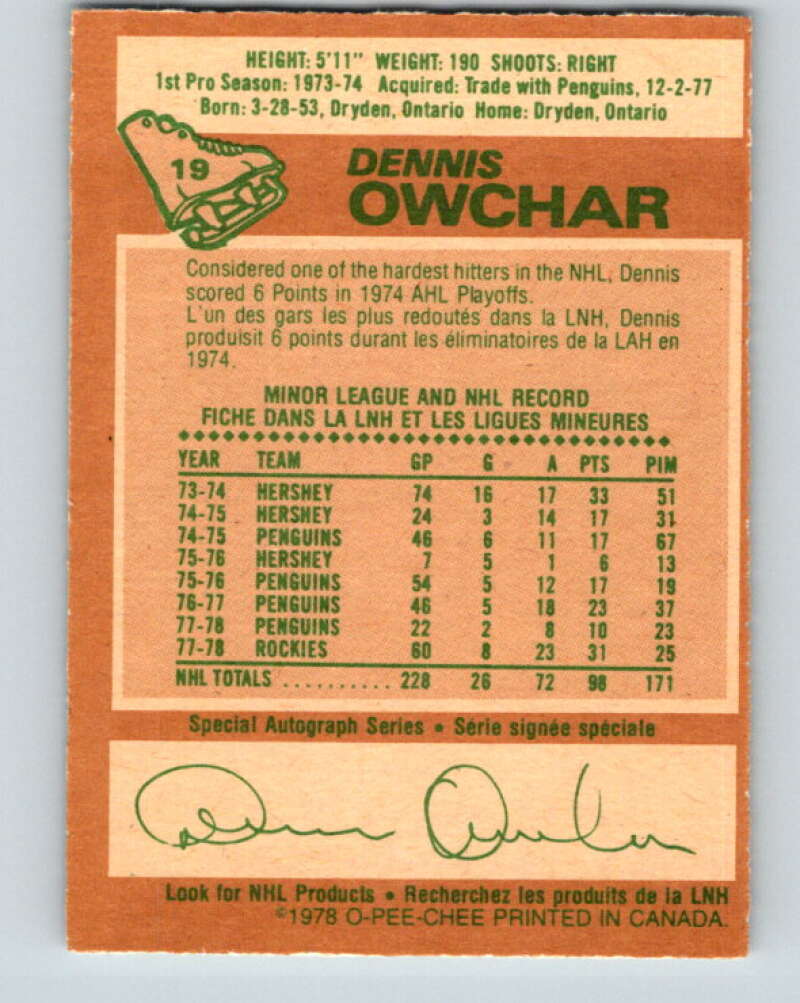 HEIGHT: 5'11" WEIGHT: 190 SHOOTS: RIGHT
1st Pro Season: 1973-74 Acquired: Trade with Penguins, 12-2-77
Born: 3-28-53, Dryden, Ontario Home: Dryden, Ontario
19
DENNIS
OWCHAR
Considered one of the hardest hitters in the NHL, Dennis
scored 6 Points in 1974 AHL Playoffs.
L'un des gars les plus redoutés dans la LNH, Dennis
produisit 6 points durant les éliminatoires de la LAH en
1974.
MINOR LEAGUE AND NHL RECORD
FICHE DANS LA LNH ET LES LIGUES MINEURES
YEAR TEAM GP G A PTS PIM
73-74 HERSHEY 74 16 17 33 51
74-75 HERSHEY 24 3 14 17 31
74-75 PENGUINS 46 6 11 17 67
75-76 HERSHEY 7 5 1 6 13
75-76 PENGUINS 54 5 12 17 19
76-77 PENGUINS 46 5 18 23 37
77-78 PENGUINS 22 2 8 10 23
77-78 ROCKIES 60 8 23 31 25
NHL TOTALS .......... 228 26 72 98 171
Special Autograph Series • Série signée spéciale
Dennis Owchar
Look for NHL Products • Recherchez les produits de la LNH
©1978 O-PEE-CHEE PRINTED IN CANADA.